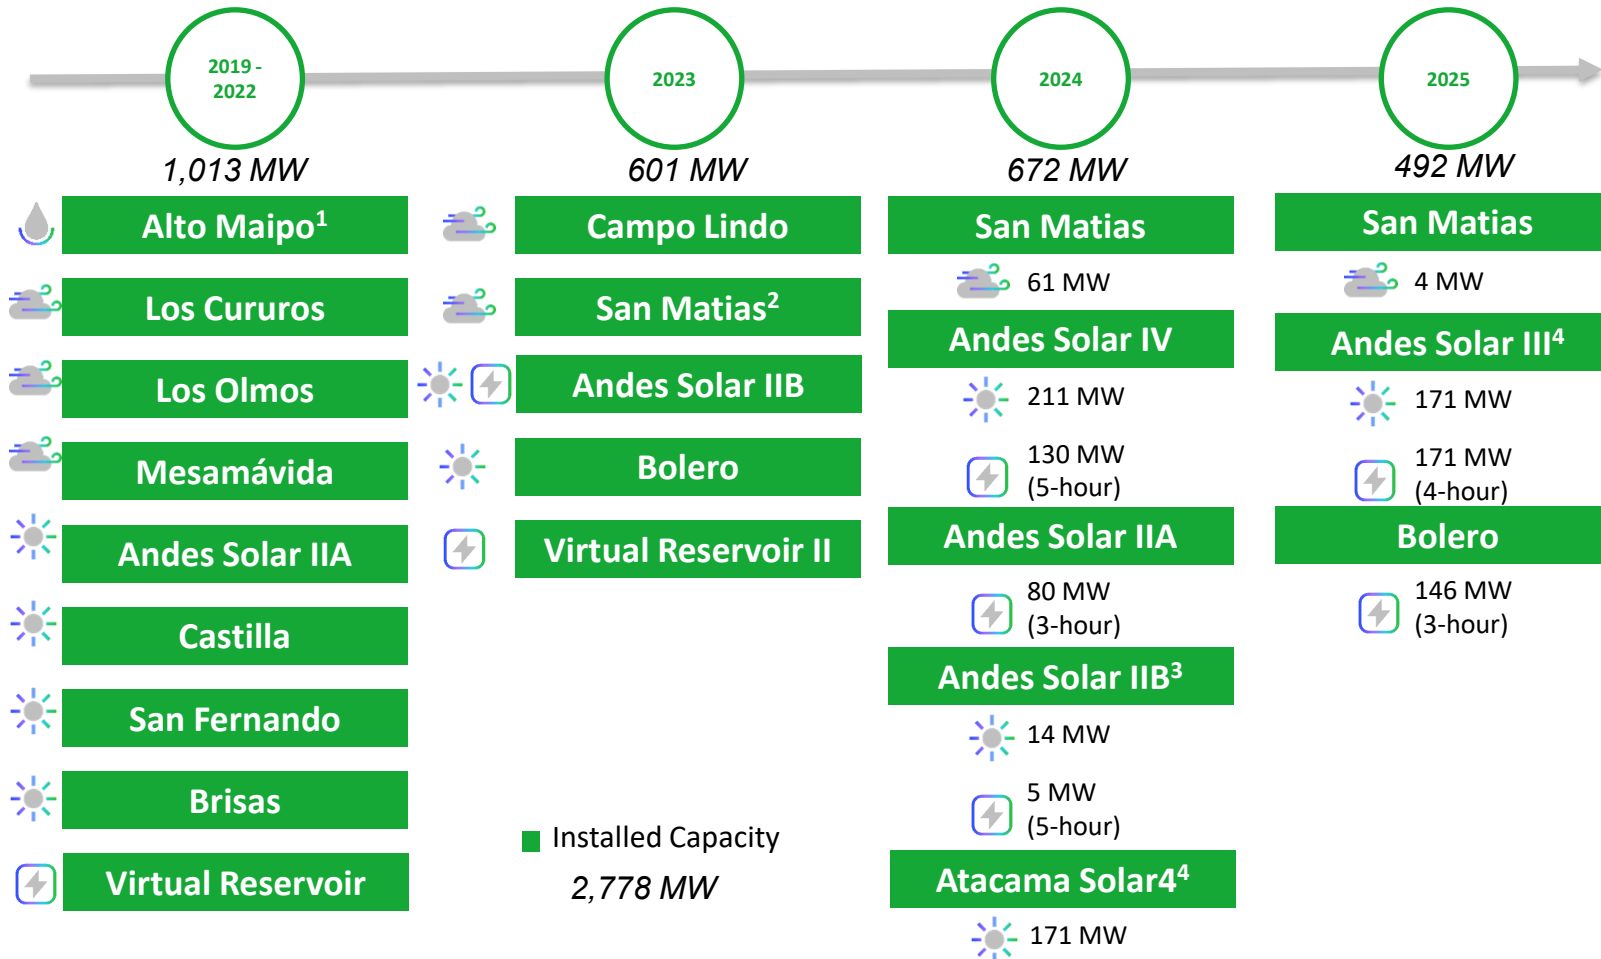 2019 -
2022
1,013 MW
Alto Maipo¹
Los Cururos
Los Olmos
Mesamávida
Andes Solar IIA
Castilla
San Fernando
Brisas
Virtual Reservoir
2023
601 MW
Campo Lindo
San Matias²
Andes Solar IIB
Bolero
Virtual Reservoir II
Installed Capacity
2,778 MW
2024
672 MW
San Matias
61 MW
Andes Solar IV
211 MW
130 MW
(5-hour)
Andes Solar IIA
80 MW
(3-hour)
Andes Solar IIB³
14 MW
5 MW
(5-hour)
Atacama Solar4⁴
171 MW
2025
492 MW
San Matias
4 MW
Andes Solar III⁴
171 MW
171 MW
(4-hour)
Bolero
146 MW
(3-hour)